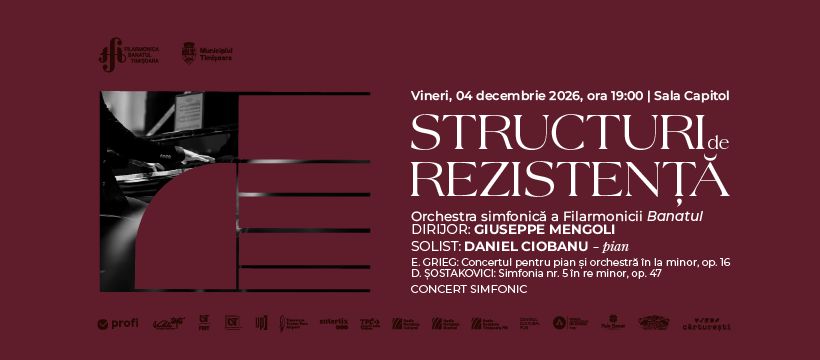 FILARMONICA
BANATUL
TIMIȘOARA
Municipiul
Timișoara
Vineri, 04 decembrie 2026, ora 19:00 | Sala Capitol
STRUCTURI de
REZISTENȚĂ
Orchestra simfonică a Filarmonicii Banatul
DIRIJOR: GIUSEPPE MENGOLI
SOLIST: DANIEL CIOBANU – pian
E. GRIEG: Concertul pentru pian și orchestră în la minor, op. 16
D. ȘOSTAKOVICI: Simfonia nr. 5 în re minor, op. 47
CONCERT SIMFONIC
profi
cărturești